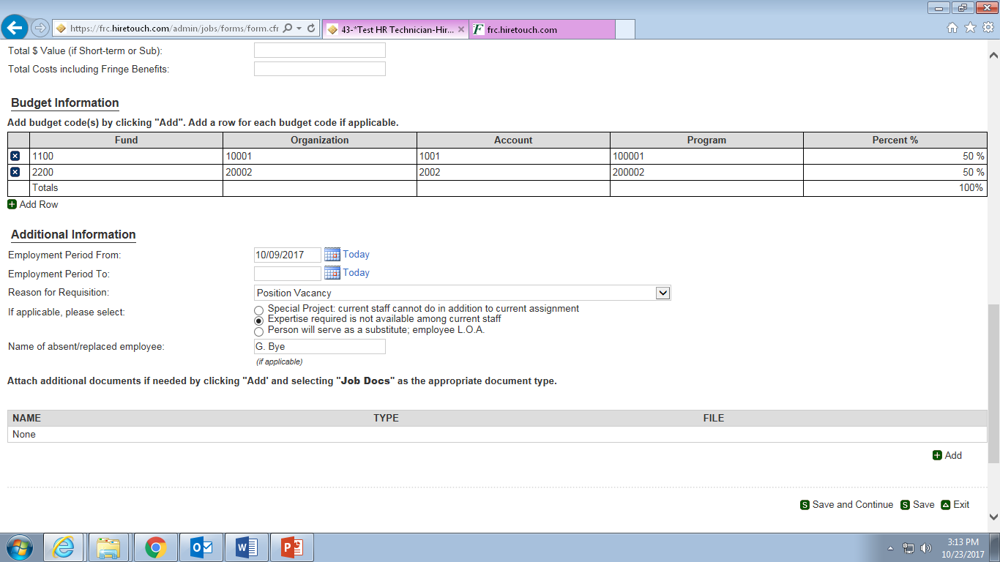 https://frc.hiretouch.com/admin/jobs/forms/form.cfr
43-*Test HR Technician-Hir...
frc.hiretouch.com
Total $ Value (if Short-term or Sub):
Total Costs including Fringe Benefits:
Budget Information
Add budget code(s) by clicking "Add". Add a row for each budget code if applicable.
Fund Organization Account Program Percent %
1100 10001 1001 100001 50 %
2200 20002 2002 200002 50 %
Totals 100%
Add Row
Additional Information
Employment Period From: 10/09/2017 Today
Employment Period To: Today
Reason for Requisition: Position Vacancy
If applicable, please select: Special Project: current staff cannot do in addition to current assignment
Expertise required is not available among current staff
Person will serve as a substitute; employee L.O.A.
Name of absent/replaced employee: G. Bye
(if applicable)
Attach additional documents if needed by clicking "Add' and selecting "Job Docs" as the appropriate document type.
NAME TYPE FILE
None
Add
S Save and Continue S Save Exit
3:13 PM
10/23/2017